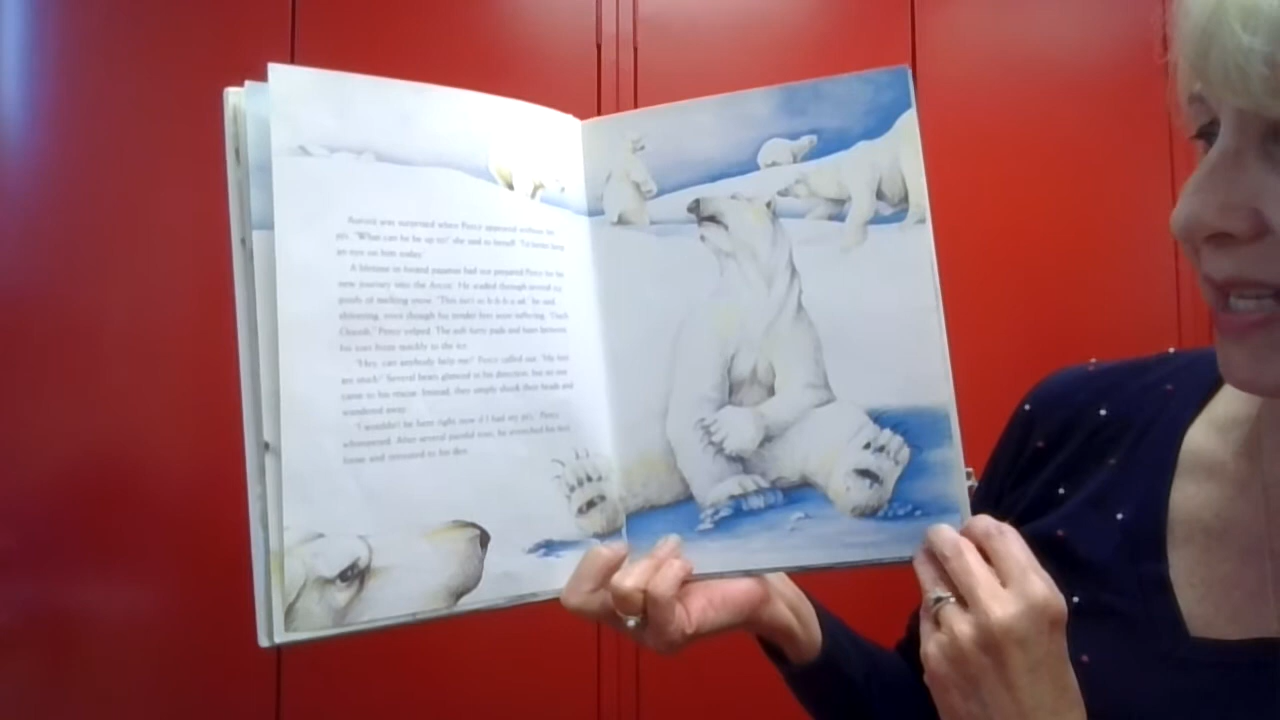 Aurora was surprised when Percy appeared without his
pj's. "What can he be up to?" she said to herself. "I'd better keep
an eye on him today."
A lifetime in footed pajamas had not prepared Percy for his
new journey into the Arctic. He waded through several icy
pools of melting snow. "This isn't so b-b-b-b-ad," he said,
shivering, even though his tender feet were suffering. "Ouch
Ouuuch," Percy yelped. The soft furry pads and hairs between
his toes froze quickly to the ice.
"Hey, can anybody help me?" Percy called out. "My feet
are stuck!" Several bears glanced in his direction, but no one
came to his rescue. Instead, they simply shook their heads and
wandered away.
"I wouldn't be here right now if I had my pj's," Percy
whimpered. After several painful tries, he wrenched his feet
loose and retreated to his den.